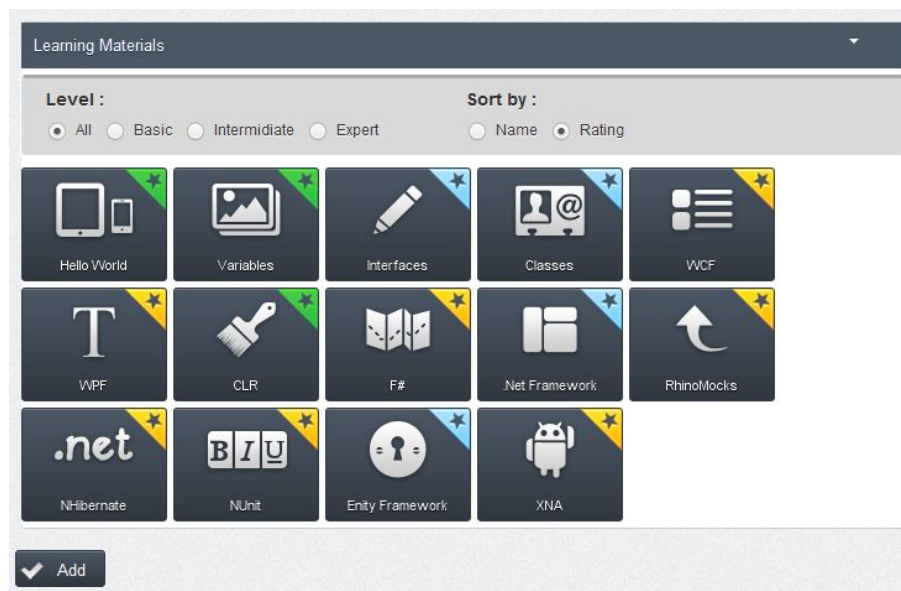 Learning Materials
Level : Sort by :
All Basic Intermidiate Expert Name Rating
@
Hello World Variables Interfaces Classes WCF
T
WPF CLR F# .Net Framework RhinoMocks
.net B I U
NHibernate NUnit Enity Framework XNA
Add